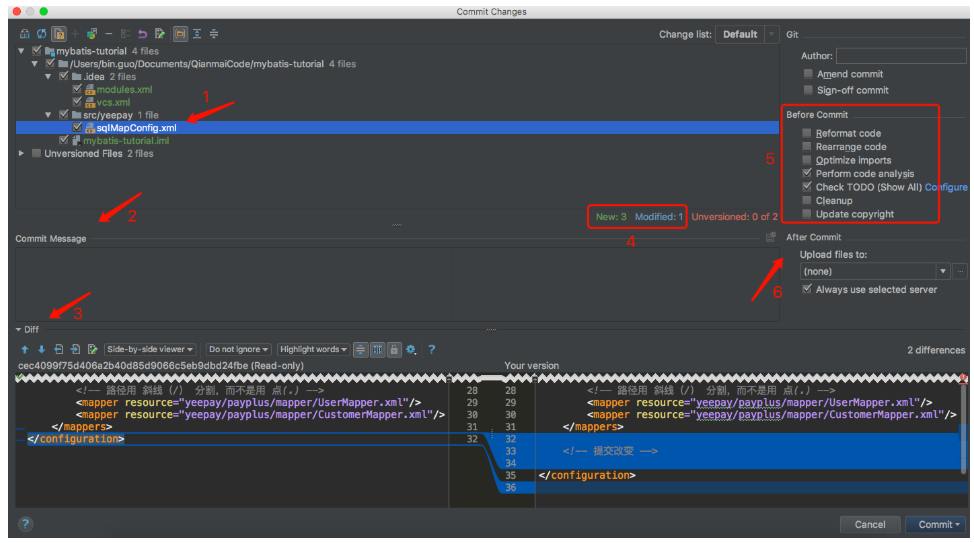 Commit Changes
Change list: Default
Git
mybatis-tutorial 4 files
/Users/bin.guo/Documents/QianmaiCode/mybatis-tutorial 4 files
.idea 2 files
modules.xml
vcs.xml
src/yeepay 1 file
sqlMapConfig.xml
mybatis-tutorial.iml
Unversioned Files 2 files
1
2
New: 3 Modified: 1 Unversioned: 0 of 2
4
Author:
Amend commit
Sign-off commit
Before Commit
Reformat code
Rearrange code
Optimize imports
Perform code analysis
Check TODO (Show All) Configure
Cleanup
Update copyright
5
Commit Message
After Commit
Upload files to:
(none)
...
Always use selected server
6
3
Diff
Side-by-side viewer
Do not ignore
Highlight words
?
2 differences
cec4099f75d406a2b40d85d9066c5eb9dbd24fbe (Read-only)
Your version
<!-- 路径用 斜线 (/) 分割, 而不是用 点(.) --> 28
<mapper resource="yeepay/payplus/mapper/UserMapper.xml"/> 29
<mapper resource="yeepay/payplus/mapper/CustomerMapper.xml"/> 30
</mappers> 31
</configuration> 32
28 <!-- 路径用 斜线 (/) 分割, 而不是用 点(.) -->
29 <mapper resource="yeepay/payplus/mapper/UserMapper.xml"/>
30 <mapper resource="yeepay/payplus/mapper/CustomerMapper.xml"/>
31 </mappers>
32
33 <!-- 提交改变 -->
34
35 </configuration>
36
?
Cancel
Commit